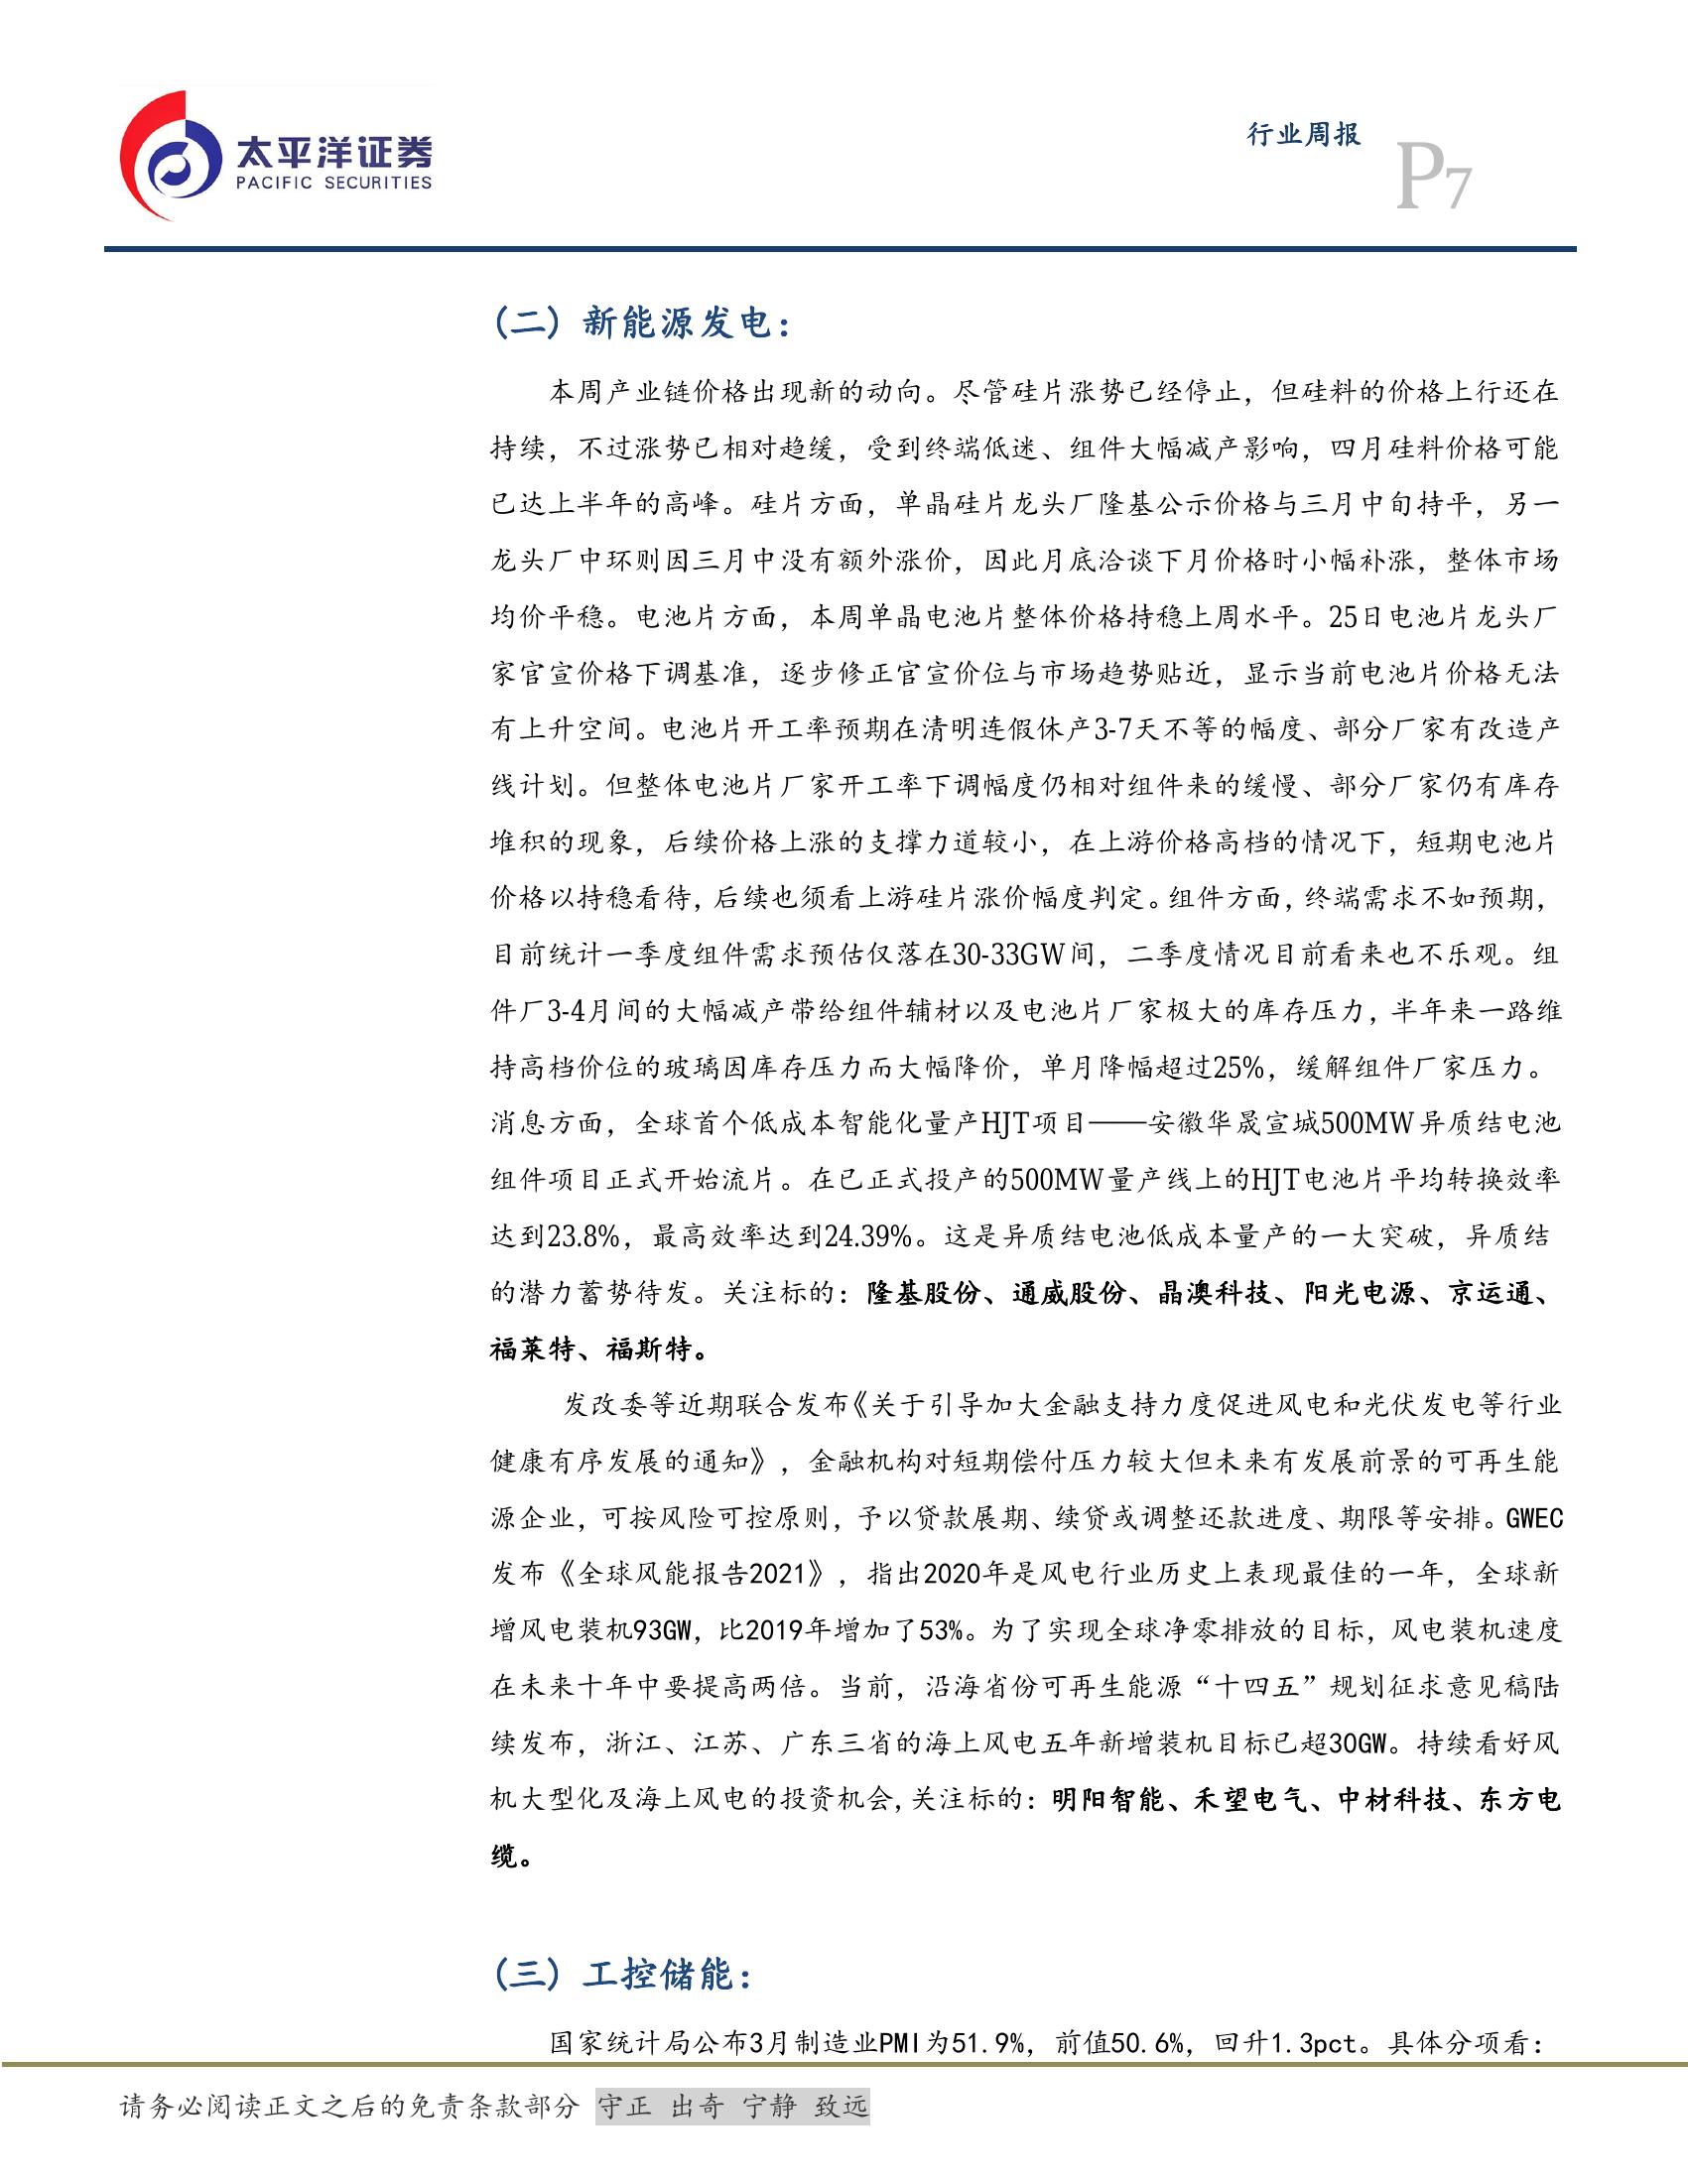 太平洋证券
PACIFIC SECURITIES
行业周报
P7
(二) 新能源发电：
本周产业链价格出现新的动向。尽管硅片涨势已经停止，但硅料的价格上行还在
持续，不过涨势已相对趋缓，受到终端低迷、组件大幅减产影响，四月硅料价格可能
已达上半年的高峰。硅片方面，单晶硅片龙头厂隆基公示价格与三月中旬持平，另一
龙头厂中环则因三月中没有额外涨价，因此月底洽谈下月价格时小幅补涨，整体市场
均价平稳。电池片方面，本周单晶电池片整体价格持稳上周水平。25日电池片龙头厂
家官宣价格下调基准，逐步修正官宣价位与市场趋势贴近，显示当前电池片价格无法
有上升空间。电池片开工率预期在清明连假休产3-7天不等的幅度、部分厂家有改造产
线计划。但整体电池片厂家开工率下调幅度仍相对组件来的缓慢、部分厂家仍有库存
堆积的现象，后续价格上涨的支撑力道较小，在上游价格高档的情况下，短期电池片
价格以持稳看待，后续也须看上游硅片涨价幅度判定。组件方面，终端需求不如预期，
目前统计一季度组件需求预估仅落在30-33GW间，二季度情况目前看来也不乐观。组
件厂3-4月间的大幅减产带给组件辅材以及电池片厂家极大的库存压力，半年来一路维
持高档价位的玻璃因库存压力而大幅降价，单月降幅超过25%，缓解组件厂家压力。
消息方面，全球首个低成本智能化量产HJT项目——安徽华晟宣城500MW异质结电池
组件项目正式开始流片。在已正式投产的500MW量产线上的HJT电池片平均转换效率
达到23.8%，最高效率达到24.39%。这是异质结电池低成本量产的一大突破，异质结
的潜力蓄势待发。关注标的：隆基股份、通威股份、晶澳科技、阳光电源、京运通、
福莱特、福斯特。
发改委等近期联合发布《关于引导加大金融支持力度促进风电和光伏发电等行业
健康有序发展的通知》，金融机构对短期偿付压力较大但未来有发展前景的可再生能
源企业，可按风险可控原则，予以贷款展期、续贷或调整还款进度、期限等安排。GWEC
发布《全球风能报告2021》，指出2020年是风电行业历史上表现最佳的一年，全球新
增风电装机93GW，比2019年增加了53%。为了实现全球净零排放的目标，风电装机速度
在未来十年中要提高两倍。当前，沿海省份可再生能源“十四五”规划征求意见稿陆
续发布，浙江、江苏、广东三省的海上风电五年新增装机目标已超30GW。持续看好风
机大型化及海上风电的投资机会,关注标的：明阳智能、禾望电气、中材科技、东方电
缆。
(三) 工控储能：
国家统计局公布3月制造业PMI为51.9%，前值50.6%，回升1.3pct。具体分项看：
请务必阅读正文之后的免责条款部分 守正 出奇 宁静 致远